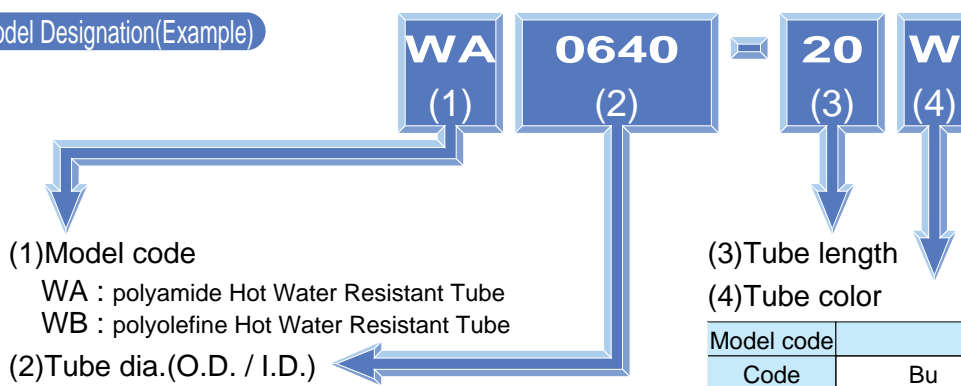 odel Designation(Example)
WA 0640 = 20 W
(1) (2) (3) (4)
(1)Model code
WA : polyamide Hot Water Resistant Tube
WB : polyolefine Hot Water Resistant Tube
(2)Tube dia.(O.D. / I.D.)
(3)Tube length
(4)Tube color
Model code
Code Bu